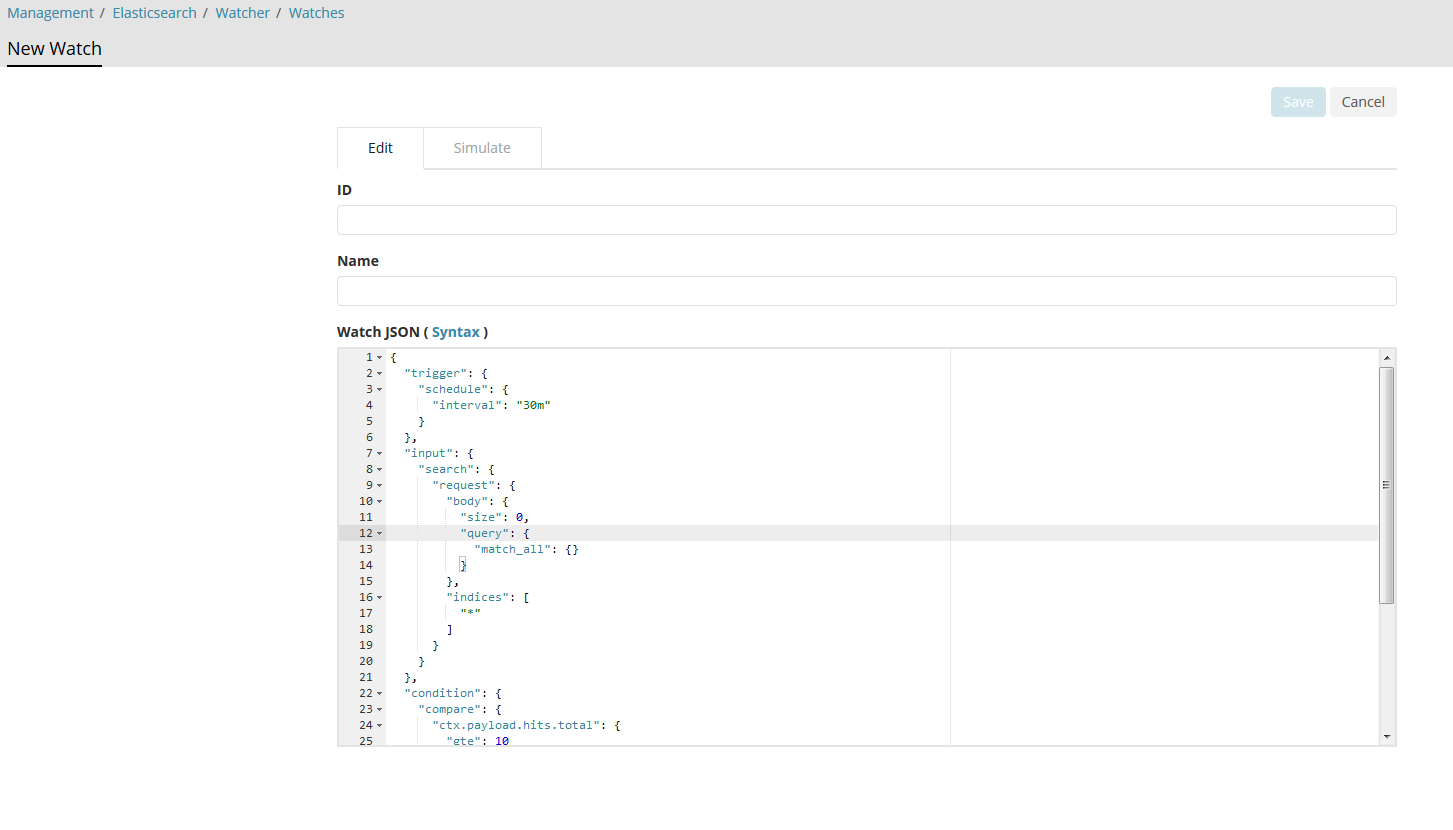 Management / Elasticsearch / Watcher / Watches
New Watch
Save Cancel
Edit Simulate
ID
Name
Watch JSON ( Syntax )
1 {
2 "trigger": {
3 "schedule": {
4 "interval": "30m"
5 }
6 },
7 "input": {
8 "search": {
9 "request": {
10 "body": {
11 "size": 0,
12 "query": {
13 "match_all": {}
14 }
15 },
16 "indices": [
17 "*"
18 ]
19 }
20 }
21 },
22 "condition": {
23 "compare": {
24 "ctx.payload.hits.total": {
25 "gte": 10